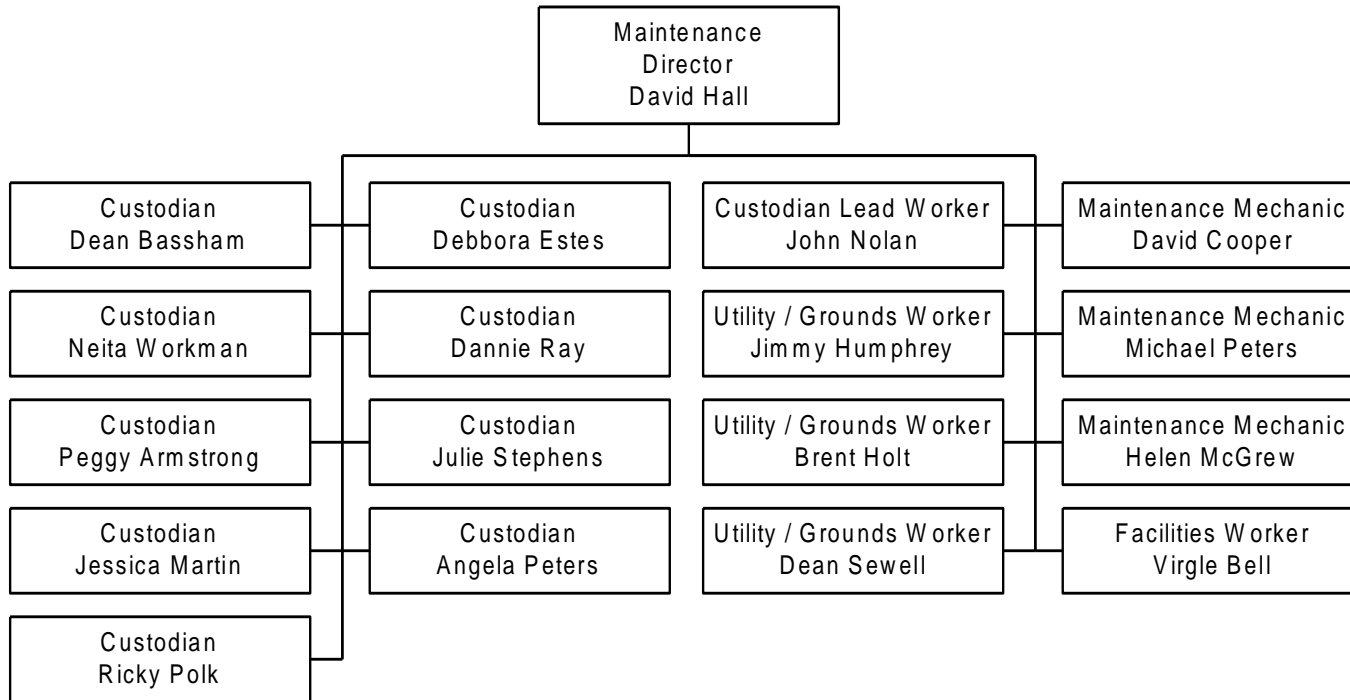 Maintenance
Director
David Hall
Custodian
Dean Bassham
Custodian
Debbora Estes
Custodian Lead Worker
John Nolan
Maintenance Mechanic
David Cooper
Custodian
Neita Workman
Custodian
Dannie Ray
Utility / Grounds Worker
Jimmy Humphrey
Maintenance Mechanic
Michael Peters
Custodian
Peggy Armstrong
Custodian
Julie Stephens
Utility / Grounds Worker
Brent Holt
Maintenance Mechanic
Helen McGrew
Custodian
Jessica Martin
Custodian
Angela Peters
Utility / Grounds Worker
Dean Sewell
Facilities Worker
Virgle Bell
Custodian
Ricky Polk